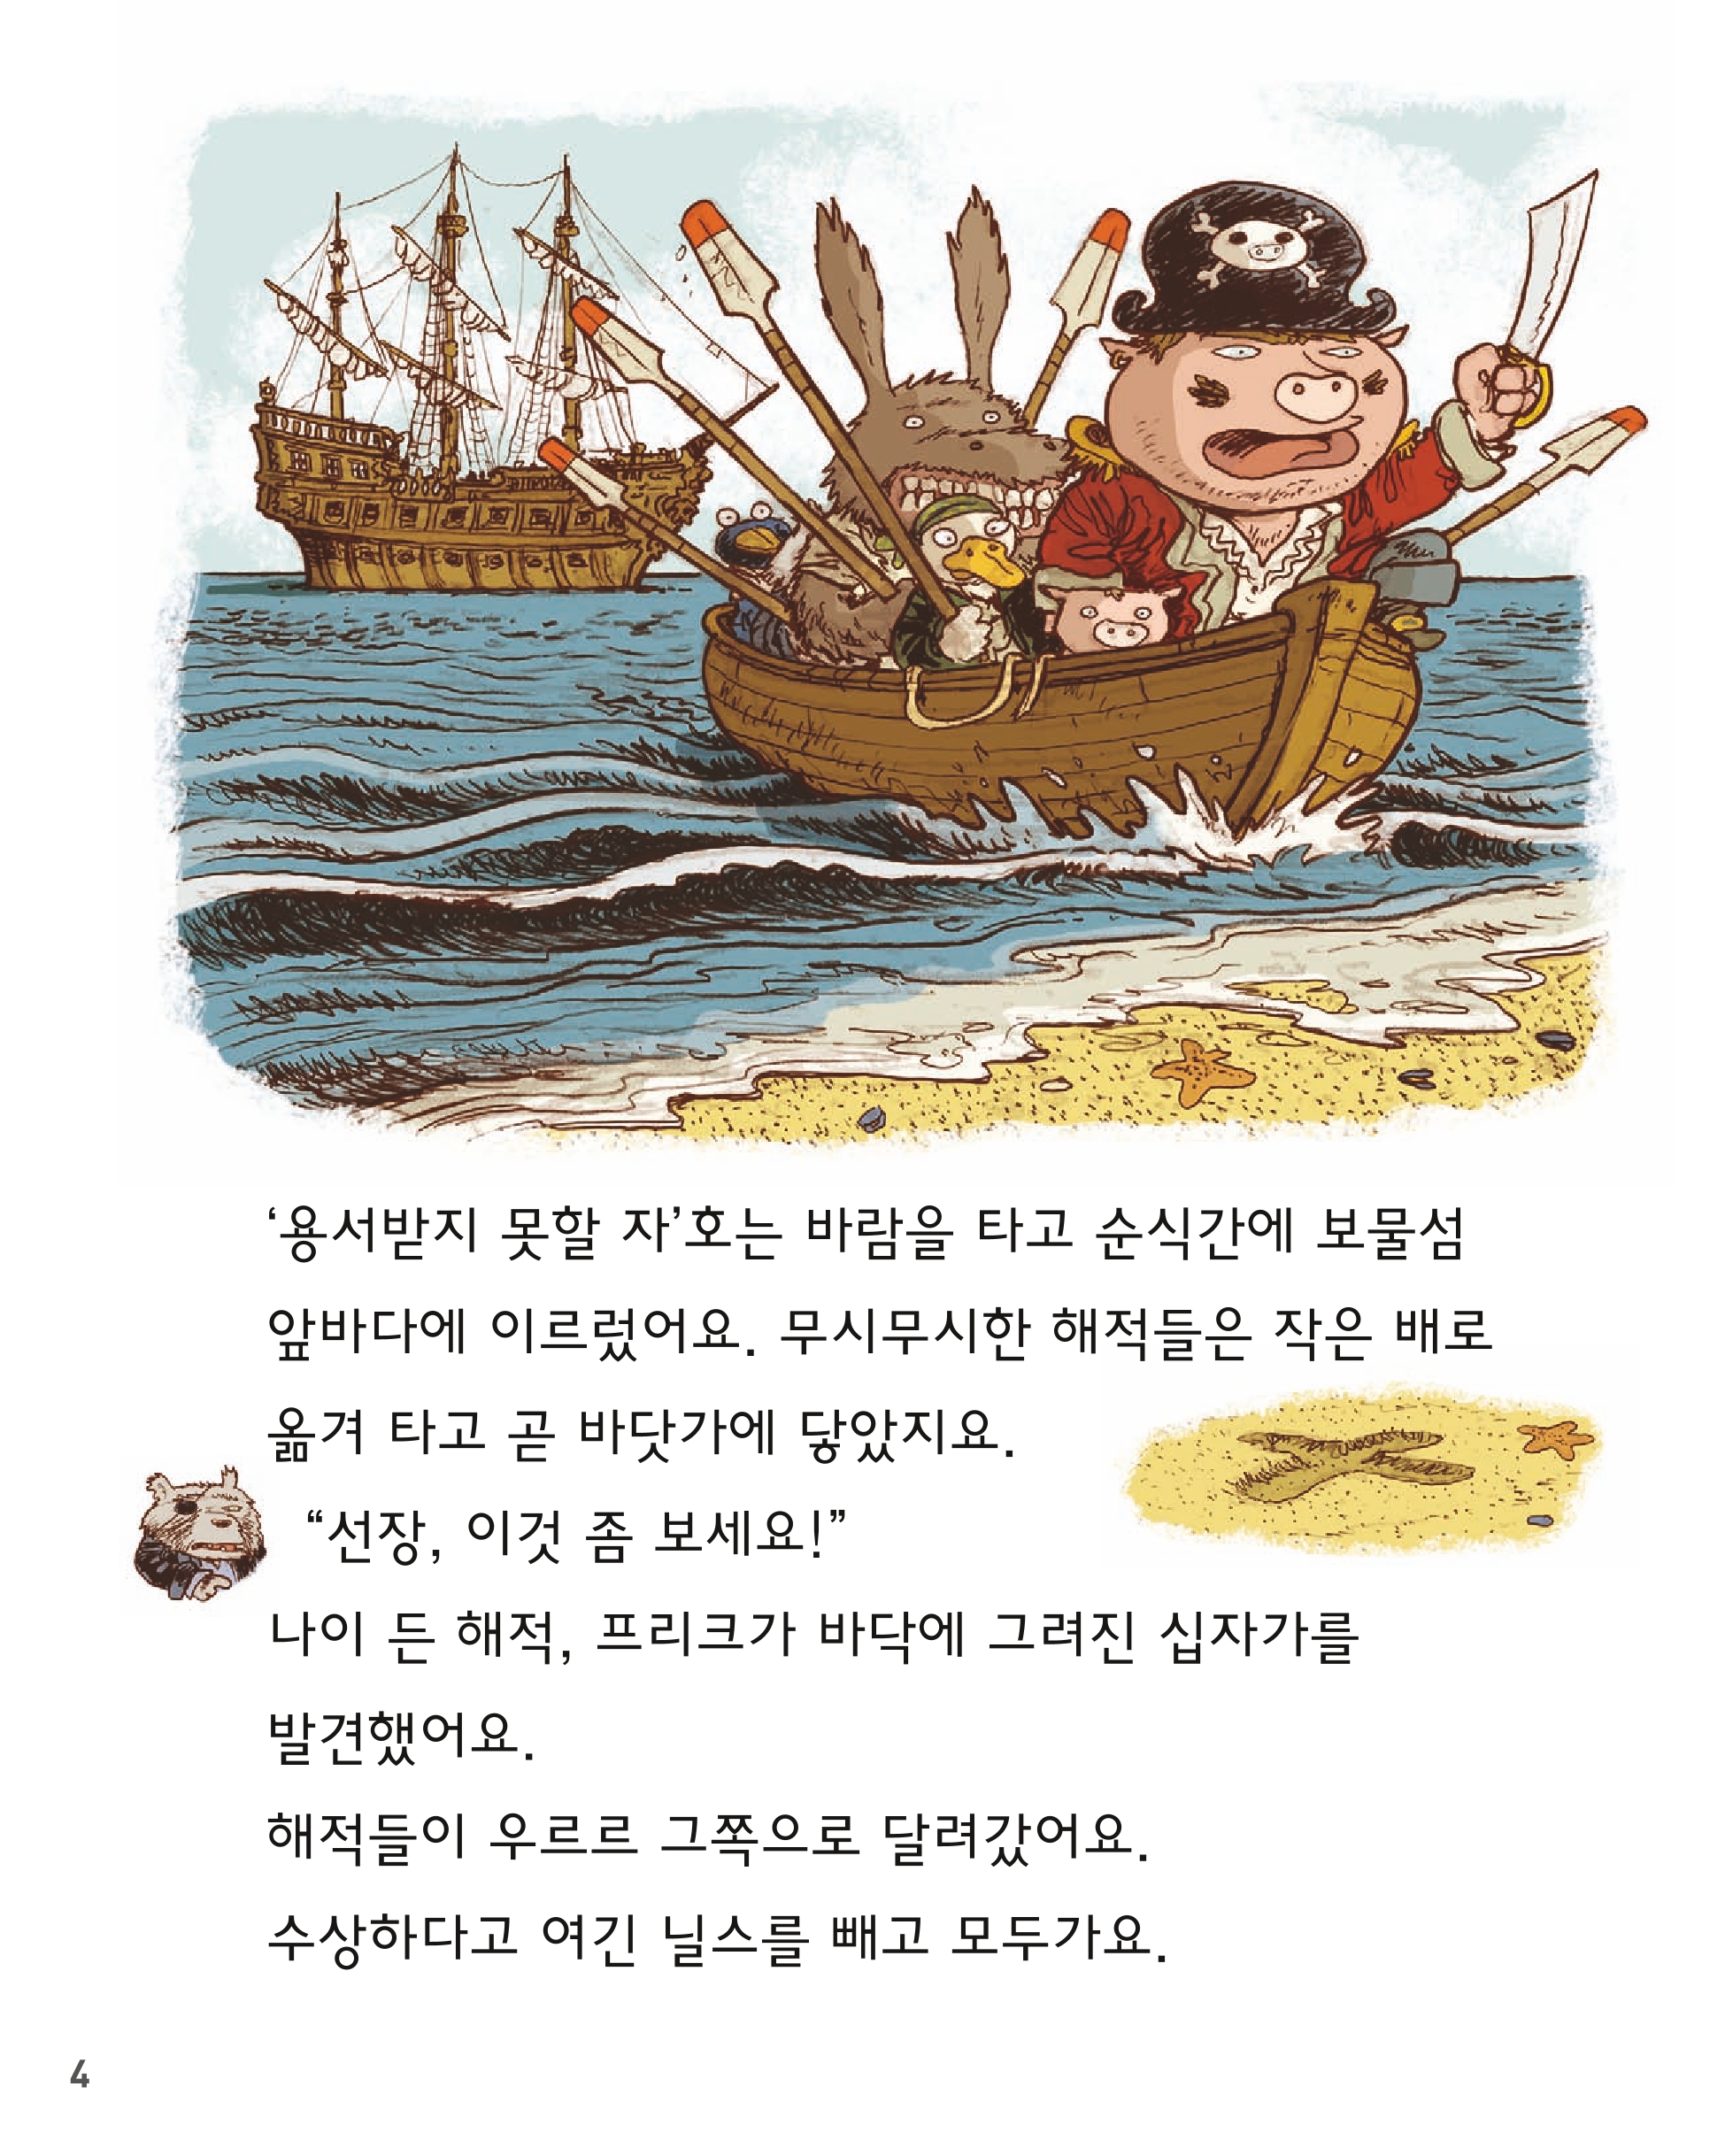 ‘용서받지 못할 자’호는 바람을 타고 순식간에 보물섬
앞바다에 이르렀어요. 무시무시한 해적들은 작은 배로
옮겨 타고 곧 바닷가에 닿았지요.
“선장, 이것 좀 보세요!”
나이 든 해적, 프리크가 바닥에 그려진 십자가를
발견했어요.
해적들이 우르르 그쪽으로 달려갔어요.
수상하다고 여긴 닐스를 빼고 모두가요.
4